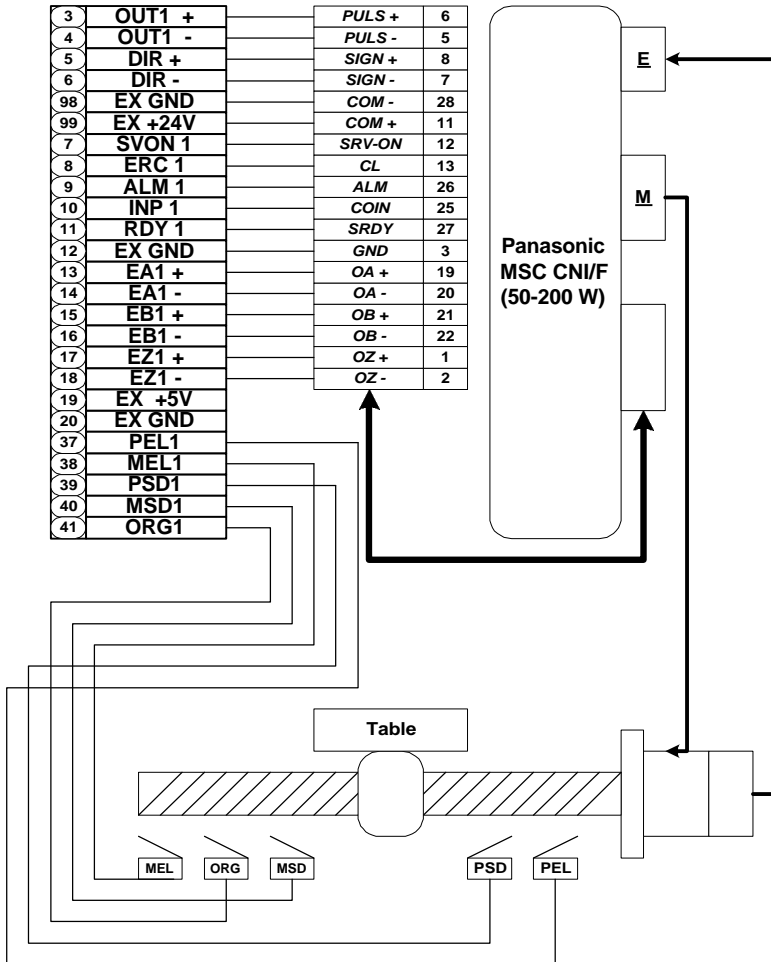 3 OUT1 + PULS + 6
4 OUT1 - PULS - 5
5 DIR + SIGN + 8
6 DIR - SIGN - 7
98 EX GND COM - 28
99 EX +24V COM + 11
7 SVON 1 SRV-ON 12
8 ERC 1 CL 13
9 ALM 1 ALM 26
10 INP 1 COIN 25
11 RDY 1 SRDY 27
12 EX GND GND 3
13 EA1 + OA + 19
14 EA1 - OA - 20
15 EB1 + OB + 21
16 EB1 - OB - 22
17 EZ1 + OZ + 1
18 EZ1 - OZ - 2
19 EX +5V
20 EX GND
37 PEL1
38 MEL1
39 PSD1
40 MSD1
41 ORG1
Panasonic
MSC CNI/F
(50-200 W)
E
M
Table
MEL ORG MSD PSD PEL